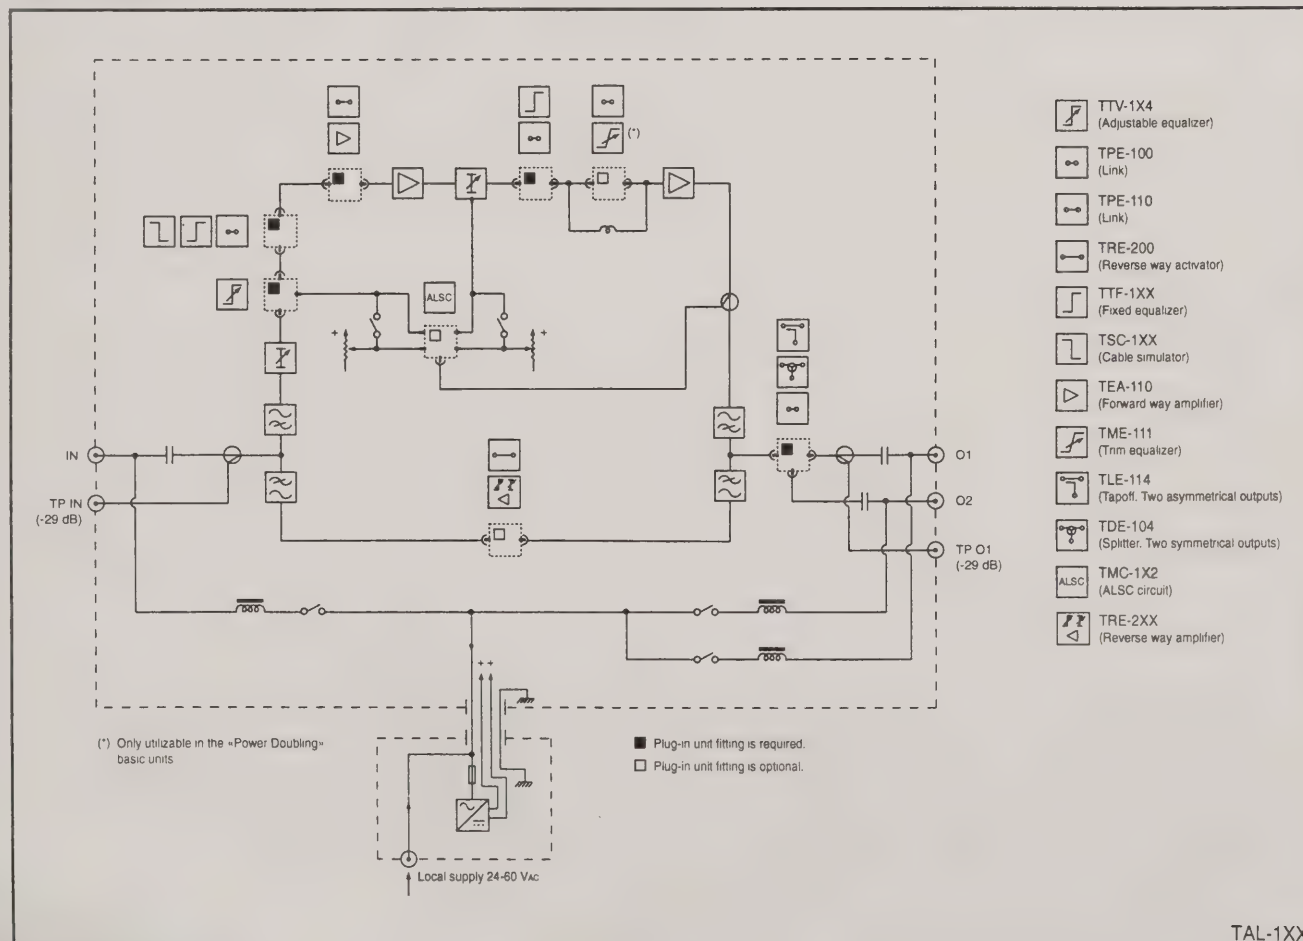 TTV-1X4
(Adjustable equalizer)
TPE-100
(Link)
TPE-110
(Link)
TRE-200
(Reverse way activator)
TTF-1XX
(Fixed equalizer)
TSC-1XX
(Cable simulator)
TEA-110
(Forward way amplifier)
TME-111
(Trim equalizer)
TLE-114
(Tapoff. Two asymmetrical outputs)
TDE-104
(Splitter. Two symmetrical outputs)
ALSC
TMC-1X2
(ALSC circuit)
TRE-2XX
(Reverse way amplifier)
(*)
ALSC
+
+
IN
TP IN
(-29 dB)
O1
O2
TP O1
(-29 dB)
+ +
(*) Only utilizable in the «Power Doubling»
basic units
Plug-in unit fitting is required.
Plug-in unit fitting is optional.
Local supply 24-60 VAC
TAL-1XX